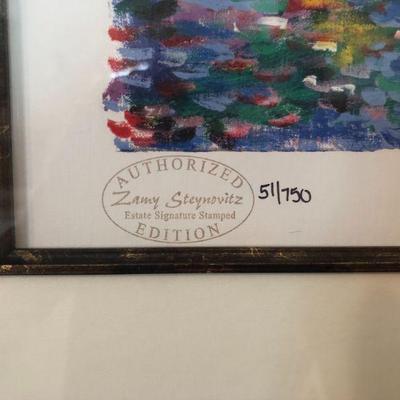 AUTHORIZED
Zamy Steynovitz
Estate Signature Stamped
EDITION
51/750